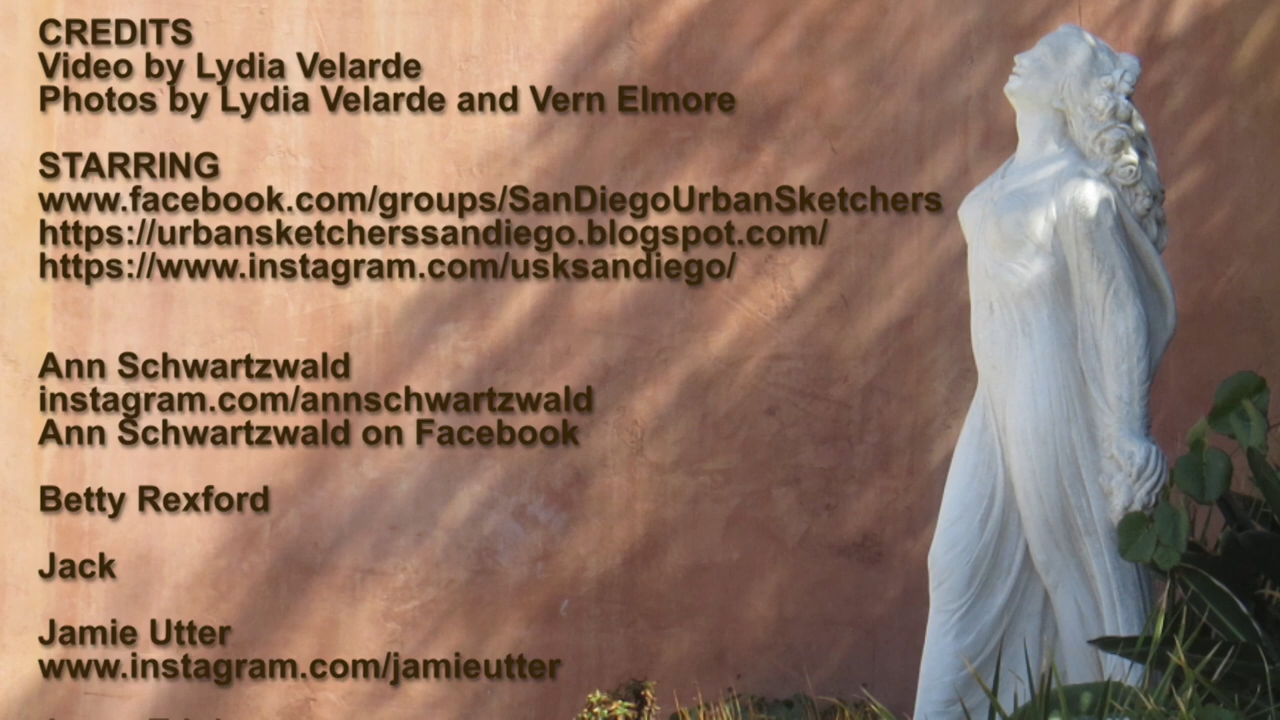 CREDITS
Video by Lydia Velarde
Photos by Lydia Velarde and Vern Elmore
STARRING
www.facebook.com/groups/SanDiegoUrbanSketchers
https://urbansketcherssandiego.blogspot.com/
https://www.instagram.com/usksandiego/
Ann Schwartzwald
instagram.com/annschwartzwald
Ann Schwartzwald on Facebook
Betty Rexford
Jack
Jamie Utter
www.instagram.com/jamieutter